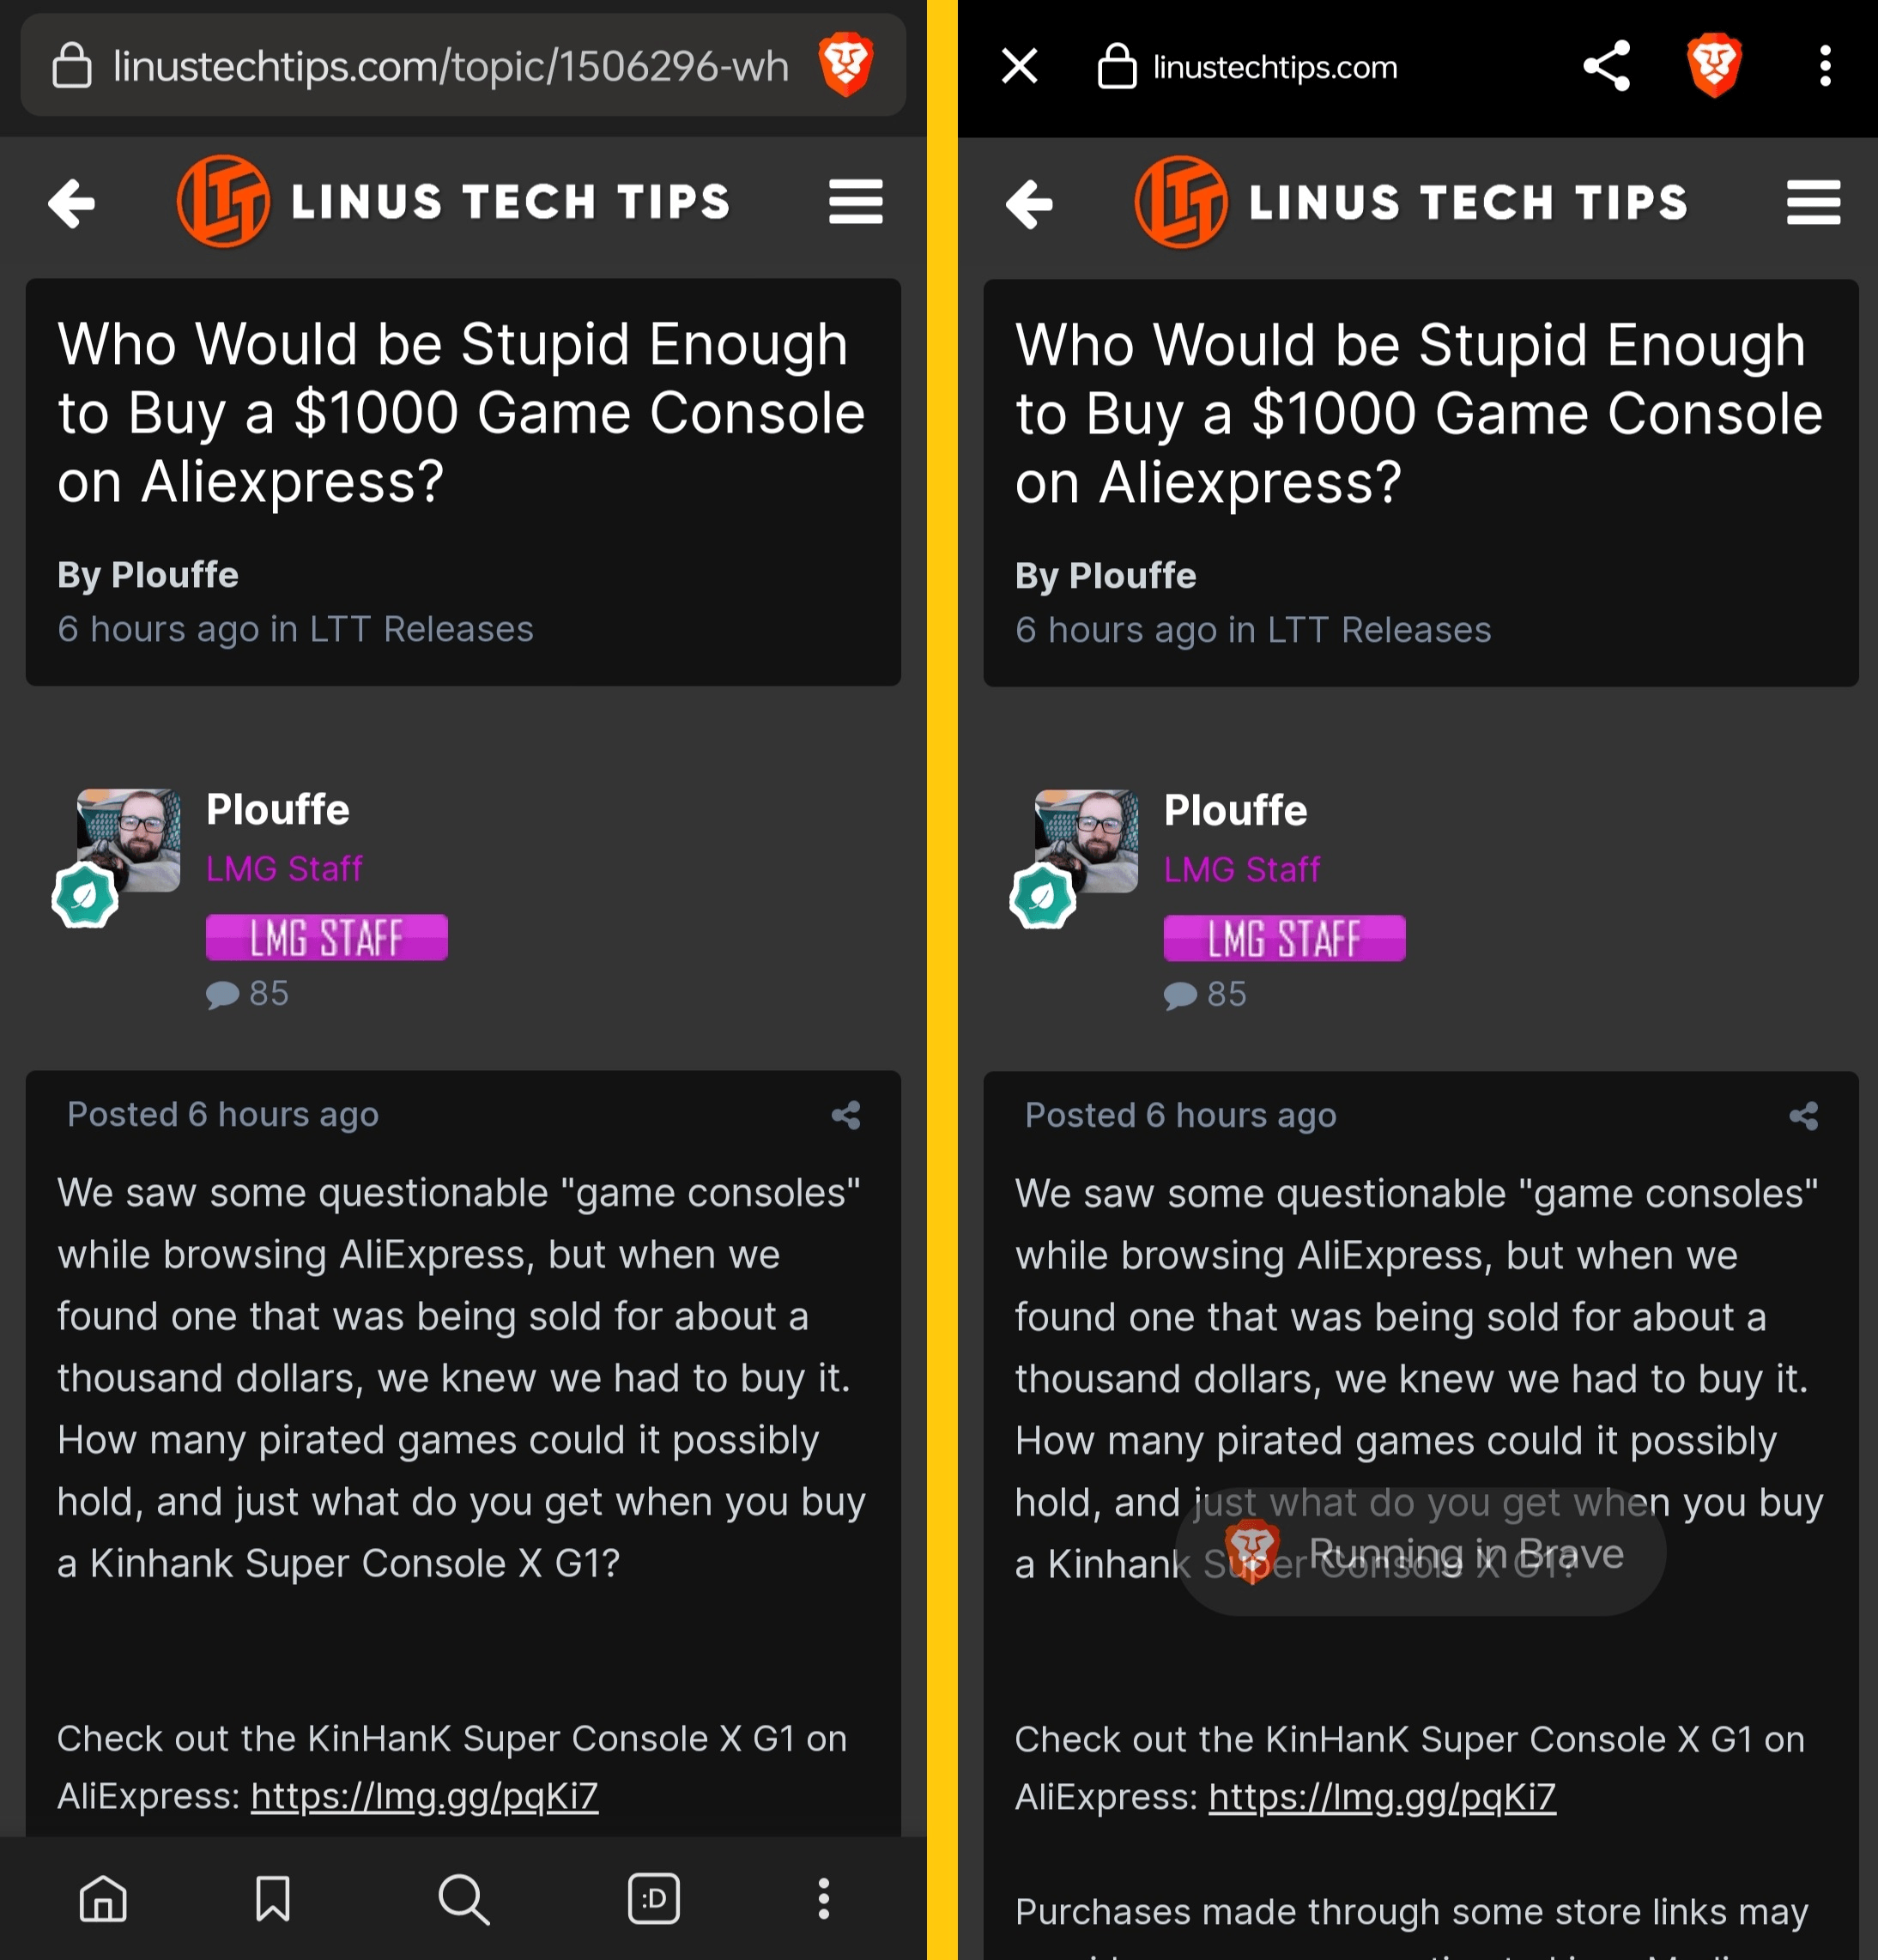 linustechtips.com/topic/1506296-wh
LINUS TECH TIPS
Who Would be Stupid Enough
to Buy a $1000 Game Console
on Aliexpress?
By Plouffe
6 hours ago in LTT Releases
Plouffe
LMG Staff
LMG STAFF
85
Posted 6 hours ago
We saw some questionable "game consoles"
while browsing AliExpress, but when we
found one that was being sold for about a
thousand dollars, we knew we had to buy it.
How many pirated games could it possibly
hold, and just what do you get when you buy
a Kinhank Super Console X G1?
Check out the KinHanK Super Console X G1 on
AliExpress: https://lmg.gg/pqKi7
:D
linustechtips.com
LINUS TECH TIPS
Who Would be Stupid Enough
to Buy a $1000 Game Console
on Aliexpress?
By Plouffe
6 hours ago in LTT Releases
Plouffe
LMG Staff
LMG STAFF
85
Posted 6 hours ago
We saw some questionable "game consoles"
while browsing AliExpress, but when we
found one that was being sold for about a
thousand dollars, we knew we had to buy it.
How many pirated games could it possibly
hold, and just what do you get when you buy
a Kinhank Super Console X G1?
Running in Brave
Check out the KinHanK Super Console X G1 on
AliExpress: https://lmg.gg/pqKi7
Purchases made through some store links may